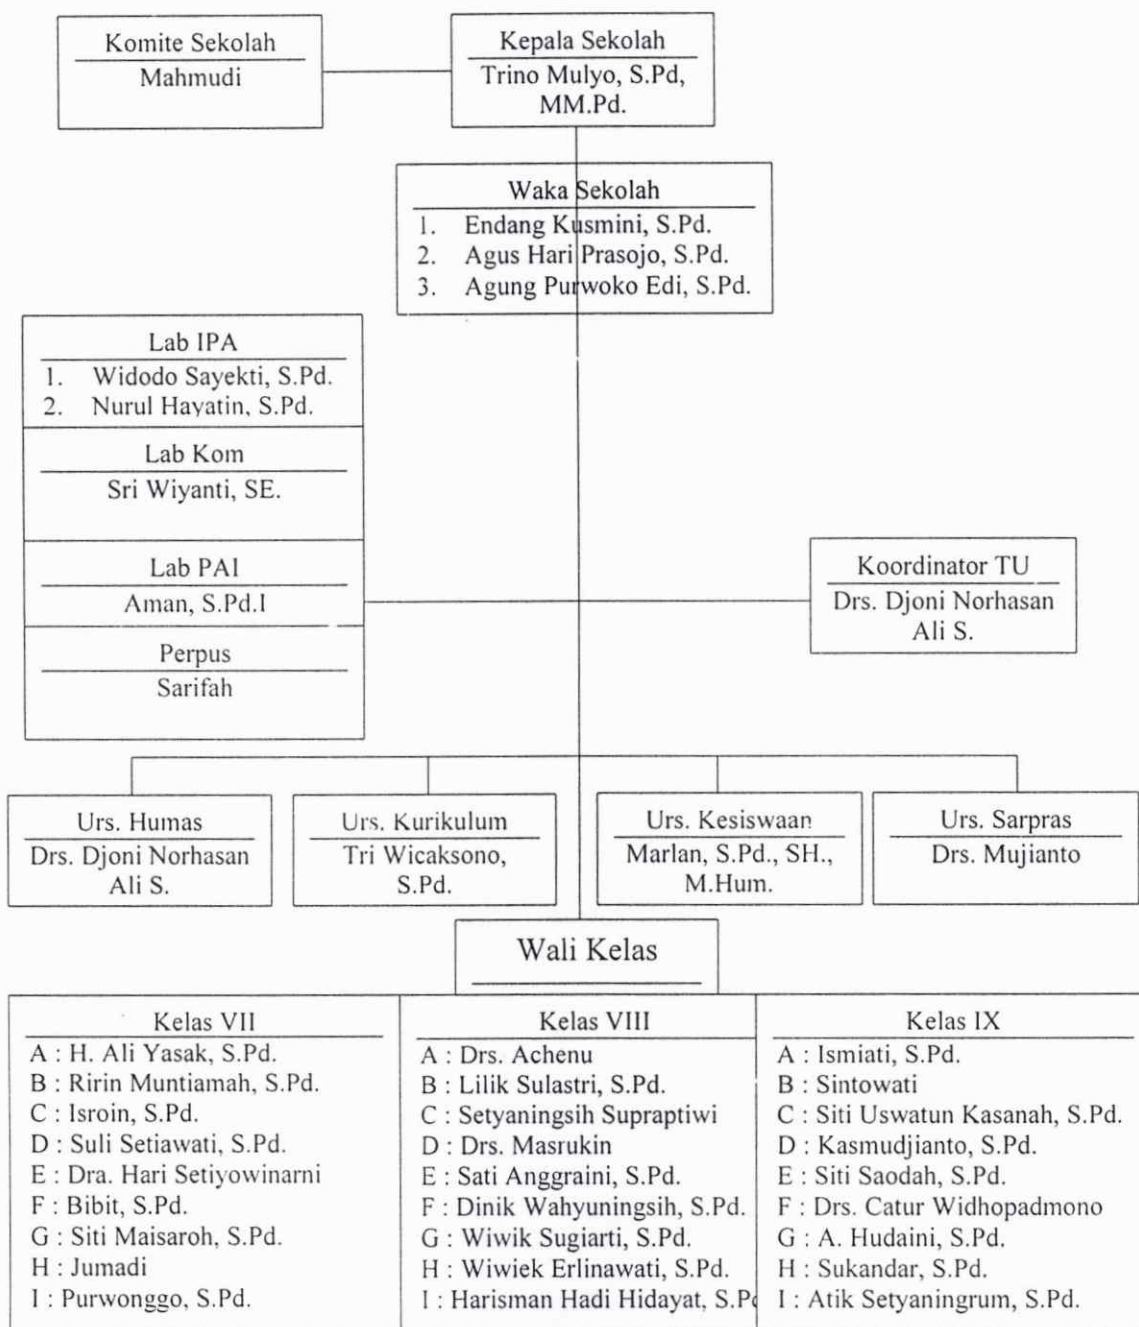 Komite Sekolah
Mahmudi
Kepala Sekolah
Trino Mulyo, S.Pd,
MM.Pd.
Waka Sekolah
1. Endang Kusmini, S.Pd.
2. Agus Hari Prasojo, S.Pd.
3. Agung Purwoko Edi, S.Pd.
Lab IPA
1. Widodo Sayekti, S.Pd.
2. Nurul Hayatin, S.Pd.
Lab Kom
Sri Wiyanti, SE.
Lab PAI
Aman, S.Pd.I
Perpus
Sarifah
Koordinator TU
Drs. Djoni Norhasan
Ali S.
Urs. Humas
Drs. Djoni Norhasan
Ali S.
Urs. Kurikulum
Tri Wicaksono,
S.Pd.
Urs. Kesiswaan
Marlan, S.Pd., SH.,
M.Hum.
Urs. Sarpras
Drs. Mujianto
Wali Kelas
Kelas VII
A : H. Ali Yasak, S.Pd.
B : Ririn Muntiamah, S.Pd.
C : Isroin, S.Pd.
D : Suli Setiawati, S.Pd.
E : Dra. Hari Setiyowinarni
F : Bibit, S.Pd.
G : Siti Maisaroh, S.Pd.
H : Jumadi
I : Purwonggo, S.Pd.
Kelas VIII
A : Drs. Achenu
B : Lilik Sulastri, S.Pd.
C : Setyaningsih Supraptiwi
D : Drs. Masrukin
E : Sati Anggraini, S.Pd.
F : Dinik Wahyuningsih, S.Pd.
G : Wiwik Sugiarti, S.Pd.
H : Wiwiek Erlinawati, S.Pd.
I : Harisman Hadi Hidayat, S.Pd
Kelas IX
A : Ismiati, S.Pd.
B : Sintowati
C : Siti Uswatun Kasanah, S.Pd.
D : Kasmudjianto, S.Pd.
E : Siti Saodah, S.Pd.
F : Drs. Catur Widhopadmono
G : A. Hudaini, S.Pd.
H : Sukandar, S.Pd.
I : Atik Setyaningrum, S.Pd.